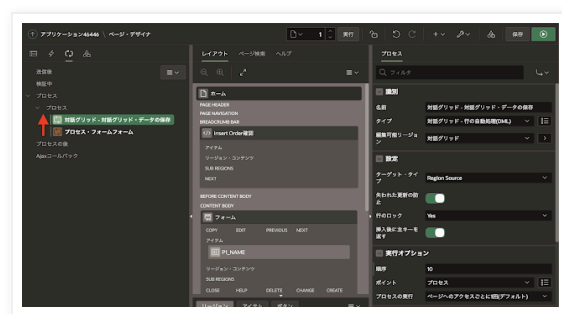 アプリケーション46446 \ ページ・デザイナ
1
実行
保存
送信後
検証中
プロセス
プロセス
対話グリッド - 対話グリッド・データの保存
プロセス・フォームフォーム
プロセスの後
Ajaxコールバック
レイアウト ページ検索 ヘルプ
ホーム
PAGE HEADER
PAGE NAVIGATION
BREADCRUMB BAR
Insert Order確認
アイテム
リージョン・コンテンツ
SUB REGIONS
NEXT
BEFORE CONTENT BODY
CONTENT BODY
フォーム
COPY EDIT PREVIOUS NEXT
アイテム
P1_NAME
リージョン・コンテンツ
SUB REGIONS
CLOSE HELP DELETE CHANGE CREATE
リージョン アイテム ボタン
プロセス
フィルタ
識別
名前 対話グリッド - 対話グリッド・データの保存
タイプ 対話グリッド - 行の自動処理(DML)
編集可能リージョン 対話グリッド
設定
ターゲット・タイプ Region Source
失われた更新の防止
行のロック Yes
挿入後に主キーを返す
実行オプション
順序 10
ポイント プロセス
プロセスの実行 ページへのアクセスごとに1回(デフォルト)